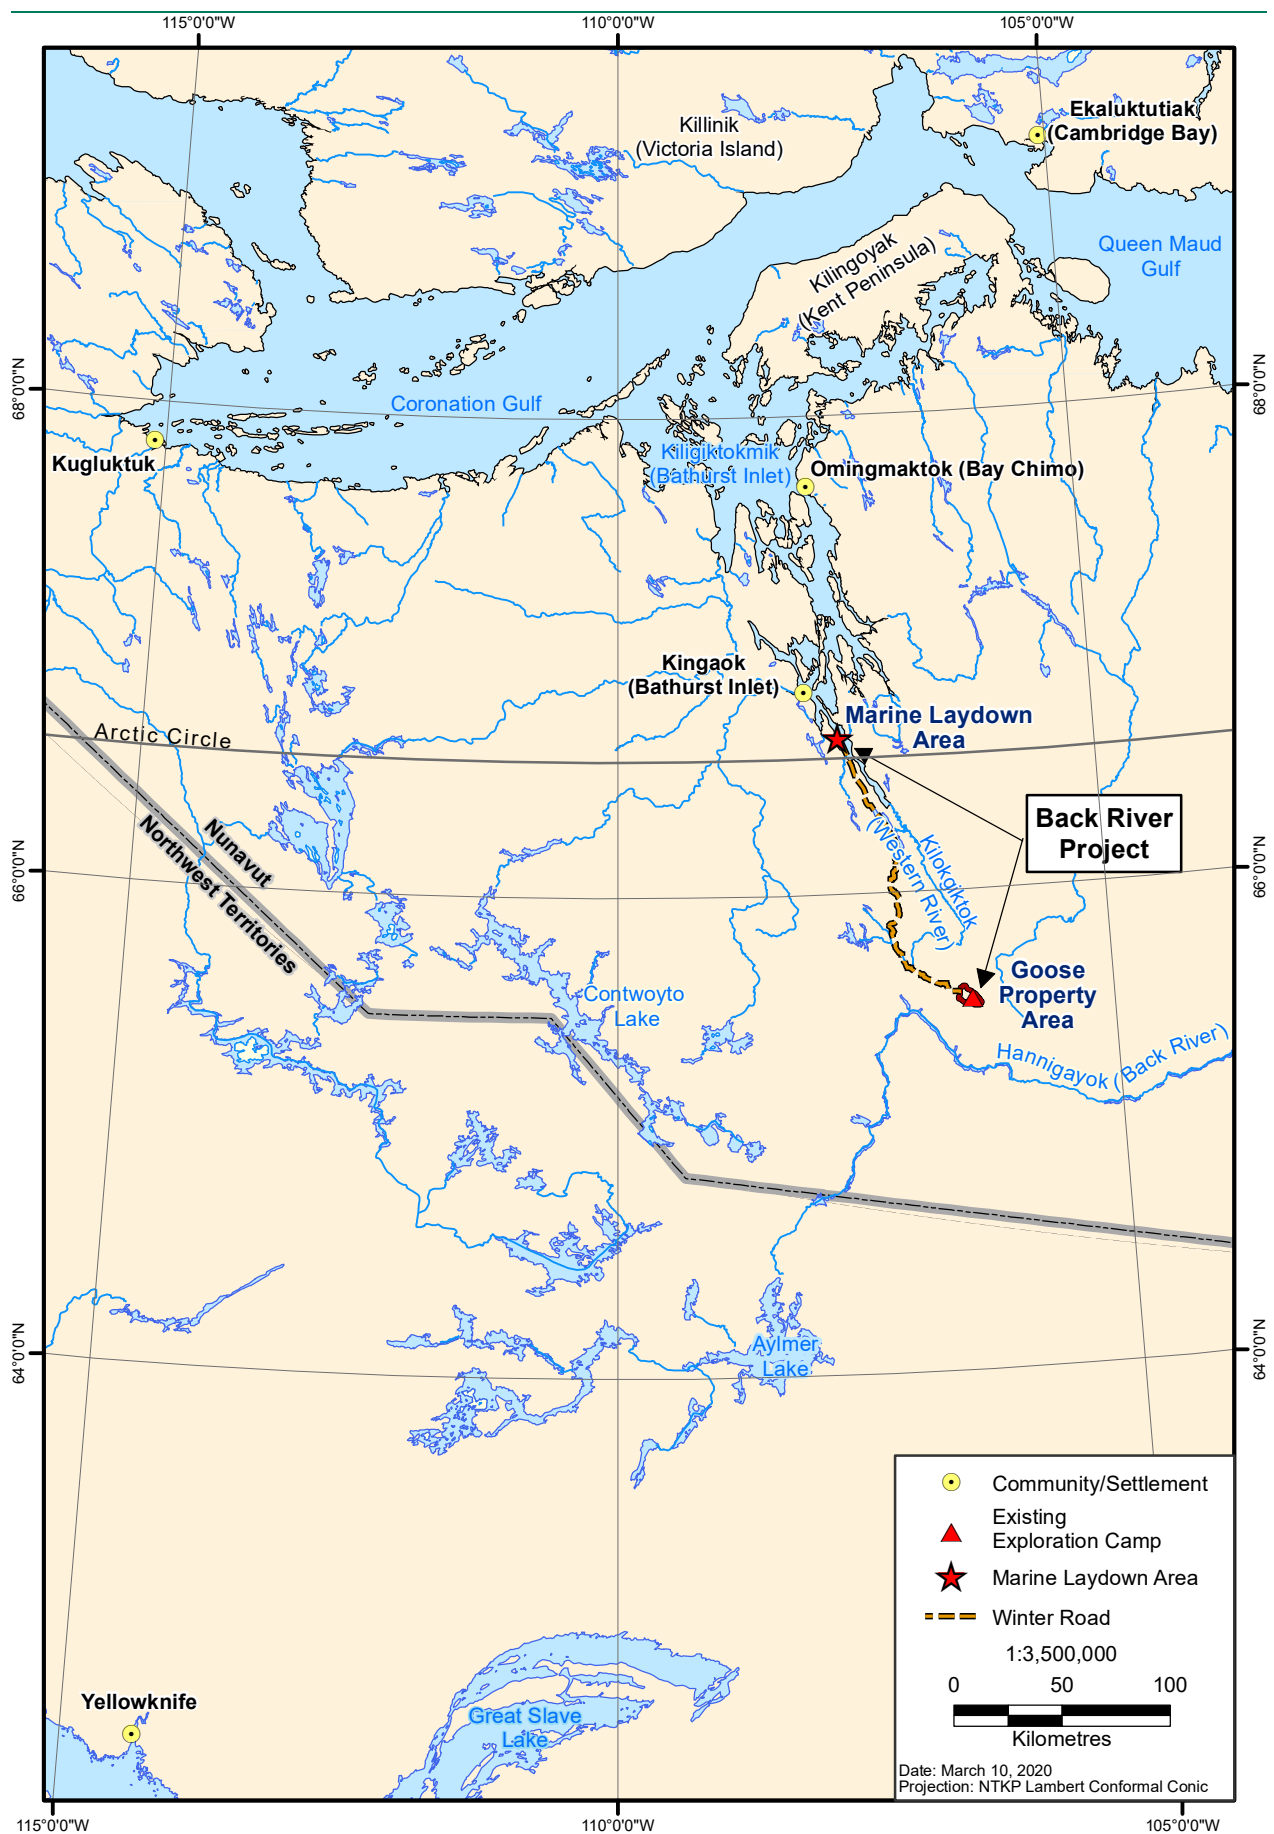 115°0'0"W
110°0'0"W
105°0'0"W
Ekaluktutiak
(Cambridge Bay)
Killinik
(Victoria Island)
Queen Maud
Gulf
Kilingoyak
(Kent Peninsula)
68°0'0"N
68°0'0"N
Coronation Gulf
Kugluktuk
Kiligiktokmik
(Bathurst Inlet)
Omingmaktok (Bay Chimo)
Kingaok
(Bathurst Inlet)
Marine Laydown
Area
Arctic Circle
Back River
Project
Nunavut
Northwest Territories
66°0'0"N
66°0'0"N
Kilokgiktok
(Western River)
Goose
Property
Area
Contwoyto
Lake
Hannigayok (Back River)
64°0'0"N
64°0'0"N
Aylmer
Lake
Community/Settlement
Existing
Exploration Camp
Marine Laydown Area
Winter Road
1:3,500,000
0 50 100
Kilometres
Date: March 10, 2020
Projection: NTKP Lambert Conformal Conic
Yellowknife
Great Slave
Lake
115°0'0"W
110°0'0"W
105°0'0"W